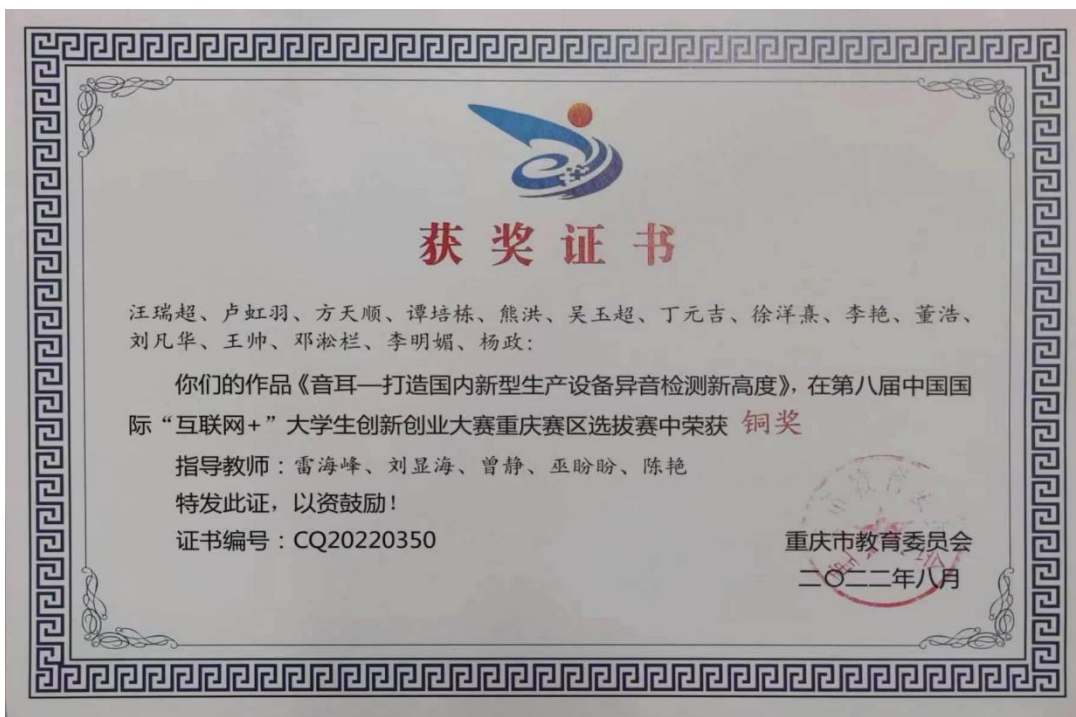 获奖证书
汪瑞超、卢虹羽、方天顺、谭培栋、熊洪、吴玉超、丁元吉、徐洋熹、李艳、董浩、
刘凡华、王帅、邓淞栏、李明媚、杨政：
你们的作品《音耳—打造国内新型生产设备异音检测新高度》，在第八届中国国
际“互联网+”大学生创新创业大赛重庆赛区选拔赛中荣获 铜奖
指导教师：雷海峰、刘显海、曾静、巫盼盼、陈艳
特发此证，以资鼓励！
证书编号：CQ20220350
重庆市教育委员会
二〇二二年八月